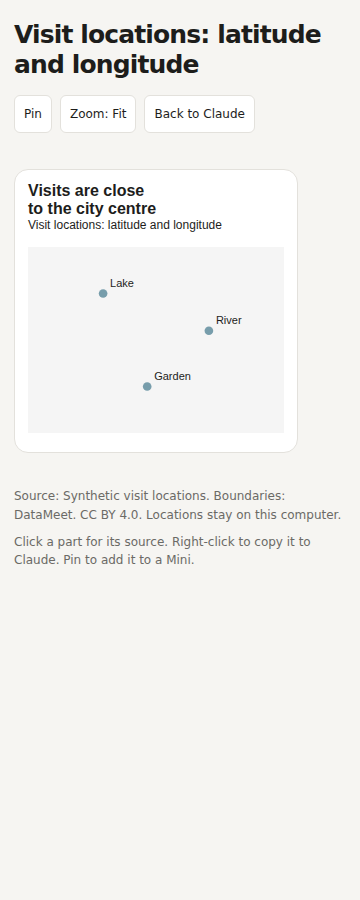 Visit locations: latitude
and longitude
Pin
Zoom: Fit
Back to Claude
Visits are close
to the city centre
Visit locations: latitude and longitude
Lake
River
Garden
Source: Synthetic visit locations. Boundaries:
DataMeet. CC BY 4.0. Locations stay on this computer.
Click a part for its source. Right-click to copy it to
Claude. Pin to add it to a Mini.